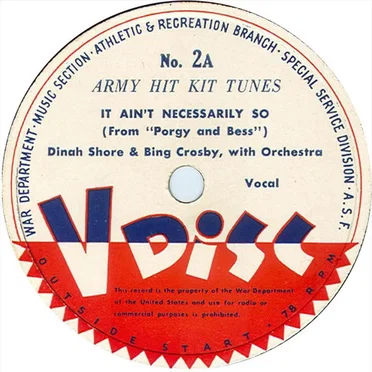 WAR DEPARTMENT · MUSIC SECTION · ATHLETIC & RECREATION BRANCH · SPECIAL SERVICE DIVISION · A.S.F.
No. 2A
ARMY HIT KIT TUNES
IT AIN'T NECESSARILY SO
(From "Porgy and Bess")
Dinah Shore & Bing Crosby, with Orchestra
Vocal
V DISC
This record is the property of the War Department
of the United States and use for radio or
commercial purposes is prohibited.
OUTSIDE START · 78 RPM